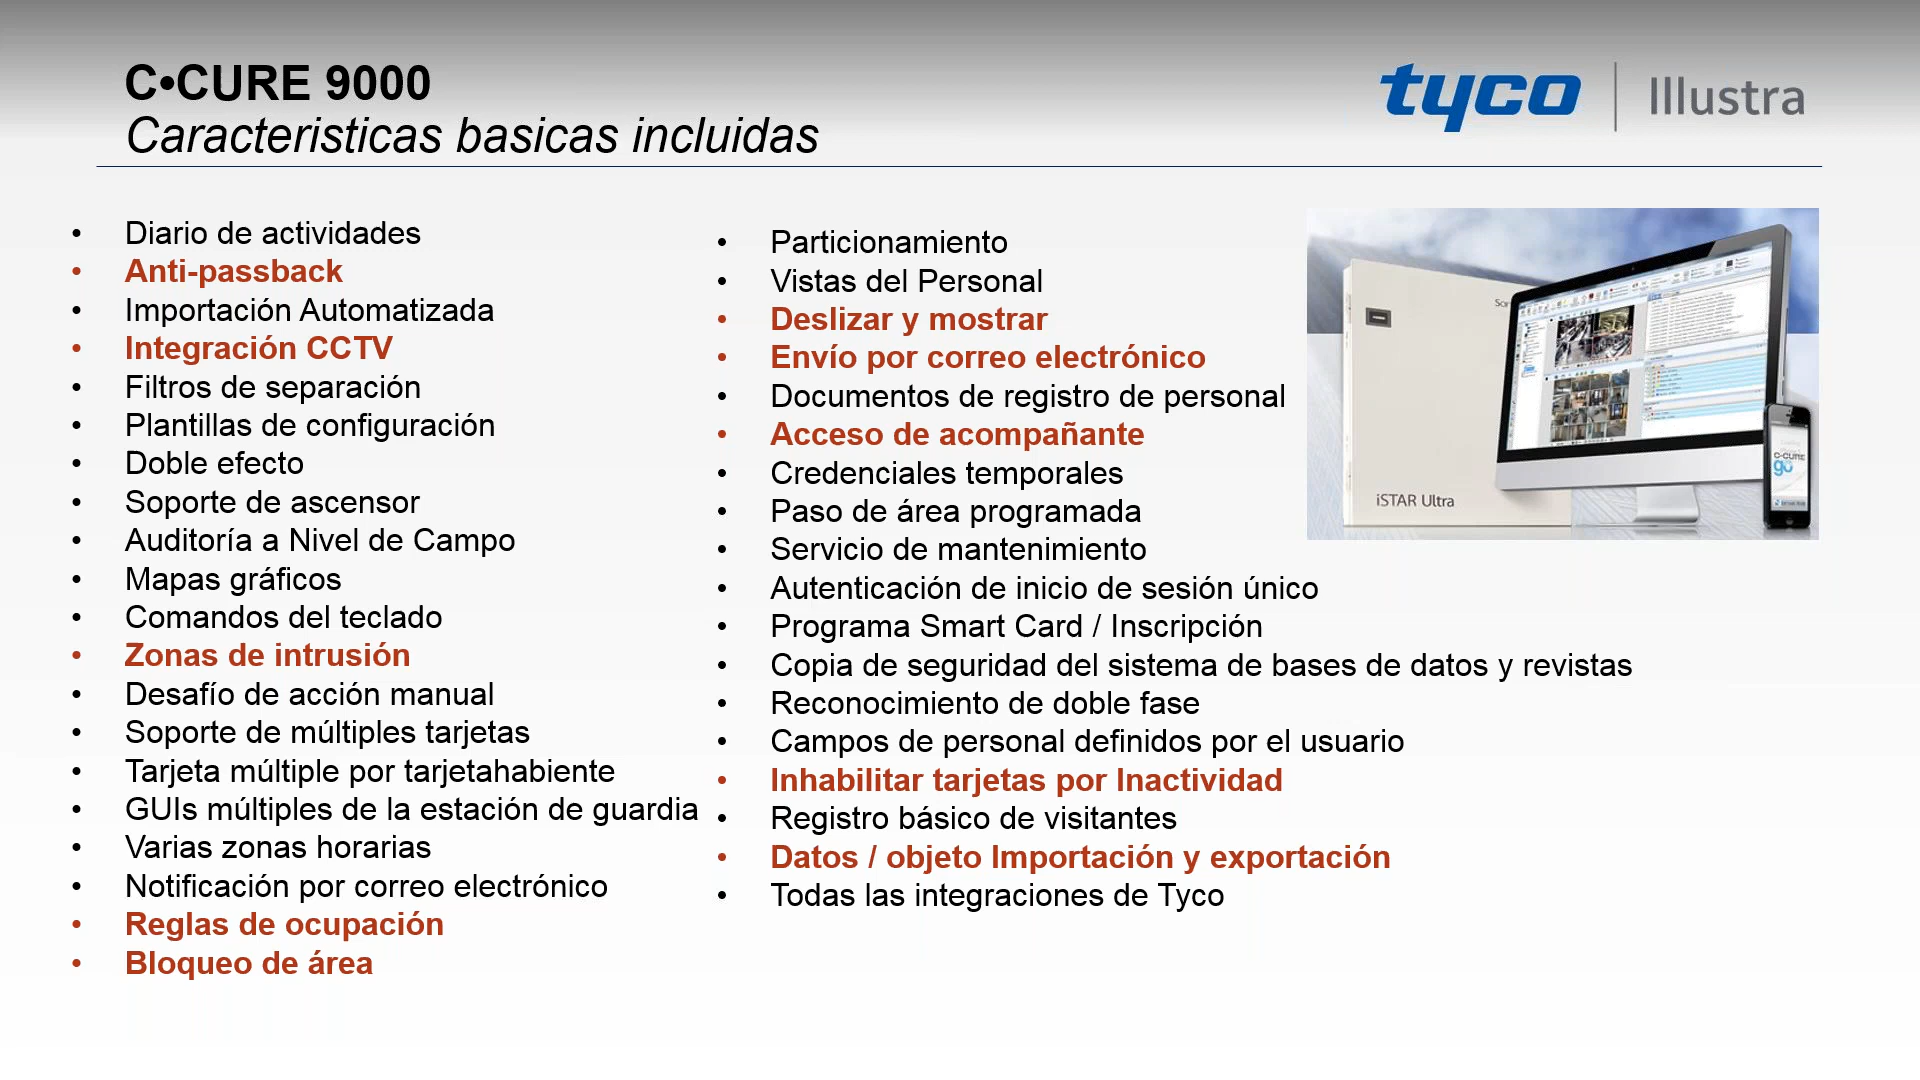 C•CURE 9000
Caracteristicas basicas incluidas
tyco | Illustra
• Diario de actividades
• Anti-passback
• Importación Automatizada
• Integración CCTV
• Filtros de separación
• Plantillas de configuración
• Doble efecto
• Soporte de ascensor
• Auditoría a Nivel de Campo
• Mapas gráficos
• Comandos del teclado
• Zonas de intrusión
• Desafío de acción manual
• Soporte de múltiples tarjetas
• Tarjeta múltiple por tarjetahabiente
• GUIs múltiples de la estación de guardia
• Varias zonas horarias
• Notificación por correo electrónico
• Reglas de ocupación
• Bloqueo de área
• Particionamiento
• Vistas del Personal
• Deslizar y mostrar
• Envío por correo electrónico
• Documentos de registro de personal
• Acceso de acompañante
• Credenciales temporales
• Paso de área programada
• Servicio de mantenimiento
• Autenticación de inicio de sesión único
• Programa Smart Card / Inscripción
• Copia de seguridad del sistema de bases de datos y revistas
• Reconocimiento de doble fase
• Campos de personal definidos por el usuario
• Inhabilitar tarjetas por Inactividad
• Registro básico de visitantes
• Datos / objeto Importación y exportación
• Todas las integraciones de Tyco
iSTAR Ultra
C•CURE
go